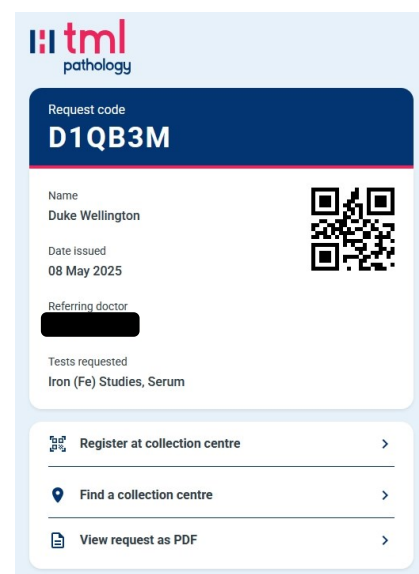 tml
pathology
Request code
D1QB3M
Name
Duke Wellington
Date issued
08 May 2025
Referring doctor
Tests requested
Iron (Fe) Studies, Serum
Register at collection centre
Find a collection centre
View request as PDF